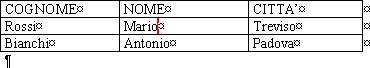 COGNOME¤ NOME¤ CITTA’¤ ¤
Rossi¤ Mario¤ Treviso¤ ¤
Bianchi¤ Antonio¤ Padova¤ ¤
¶